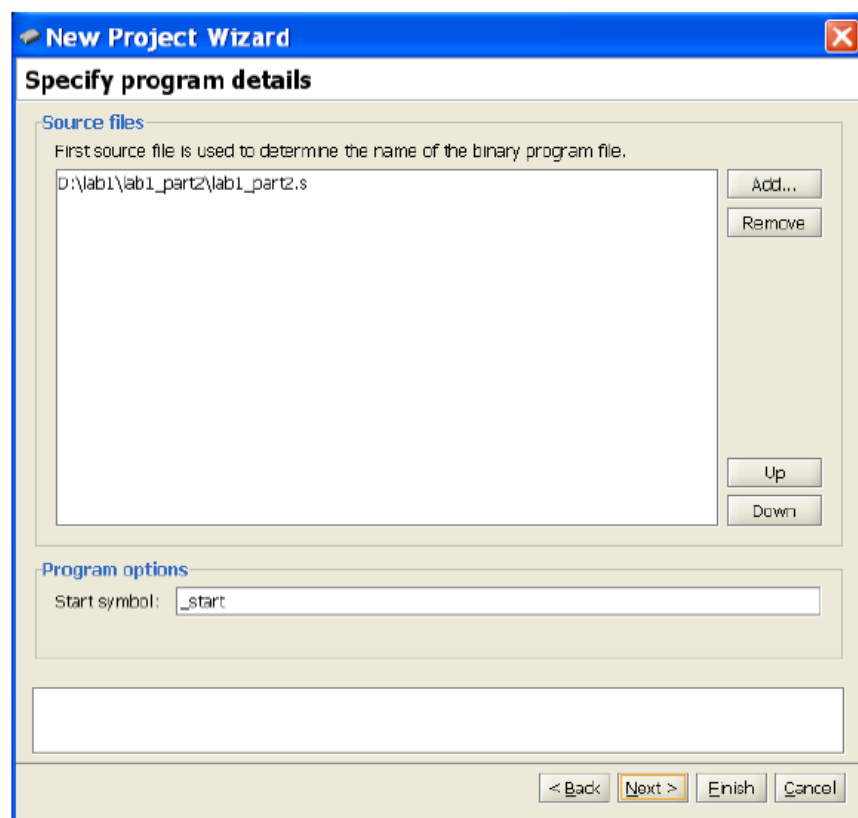 New Project Wizard
Specify program details
Source files
First source file is used to determine the name of the binary program file.
D:\lab1\lab1_part2\lab1_part2.s
Add...
Remove
Up
Down
Program options
Start symbol: _start
< Back Next > Finish Cancel